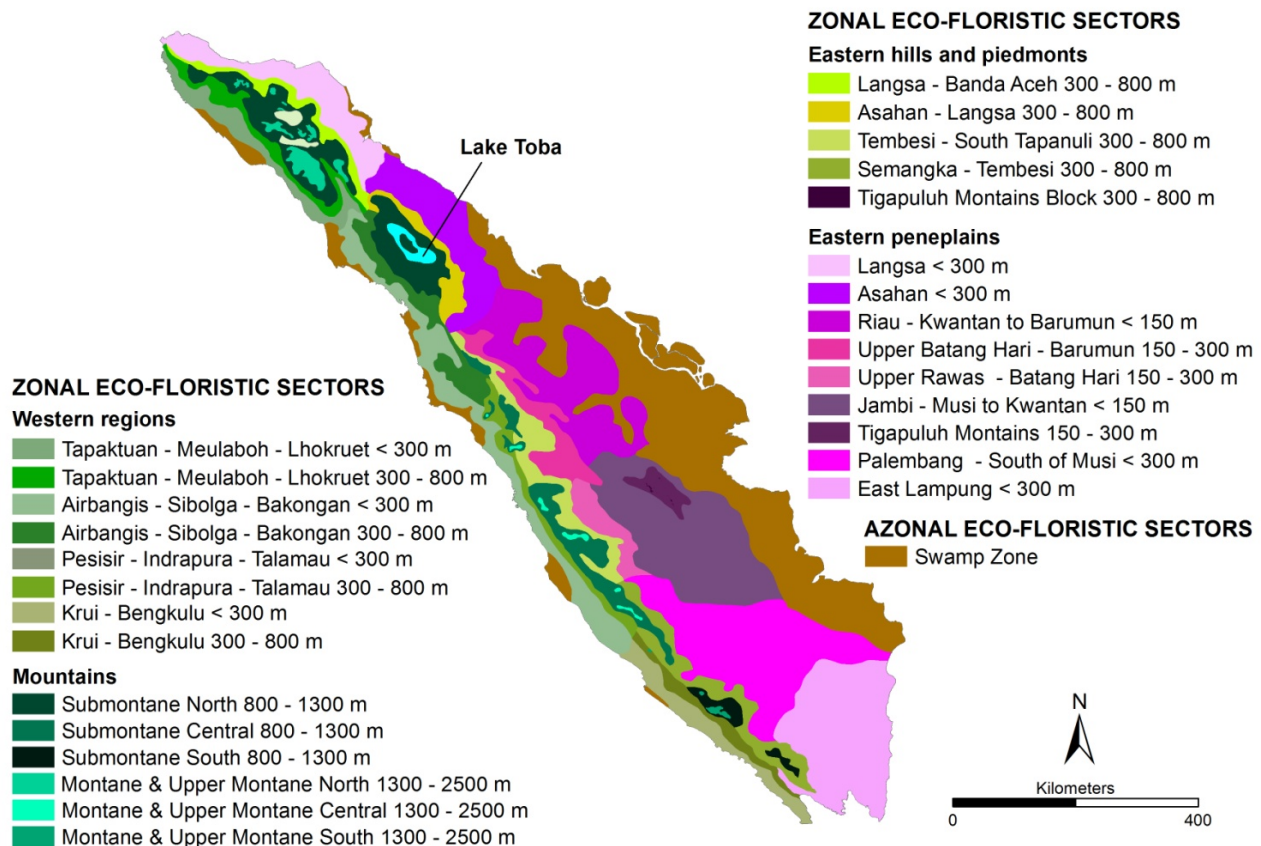 ZONAL ECO-FLORISTIC SECTORS
Eastern hills and piedmonts
Langsa - Banda Aceh 300 - 800 m
Asahan - Langsa 300 - 800 m
Tembesi - South Tapanuli 300 - 800 m
Semangka - Tembesi 300 - 800 m
Tigapuluh Montains Block 300 - 800 m
Eastern peneplains
Langsa < 300 m
Asahan < 300 m
Riau - Kwantan to Barumun < 150 m
Upper Batang Hari - Barumun 150 - 300 m
Upper Rawas - Batang Hari 150 - 300 m
Jambi - Musi to Kwantan < 150 m
Tigapuluh Montains 150 - 300 m
Palembang - South of Musi < 300 m
East Lampung < 300 m
AZONAL ECO-FLORISTIC SECTORS
Swamp Zone
Lake Toba
ZONAL ECO-FLORISTIC SECTORS
Western regions
Tapaktuan - Meulaboh - Lhokruet < 300 m
Tapaktuan - Meulaboh - Lhokruet 300 - 800 m
Airbangis - Sibolga - Bakongan < 300 m
Airbangis - Sibolga - Bakongan 300 - 800 m
Pesisir - Indrapura - Talamau < 300 m
Pesisir - Indrapura - Talamau 300 - 800 m
Krui - Bengkulu < 300 m
Krui - Bengkulu 300 - 800 m
Mountains
Submontane North 800 - 1300 m
Submontane Central 800 - 1300 m
Submontane South 800 - 1300 m
Montane & Upper Montane North 1300 - 2500 m
Montane & Upper Montane Central 1300 - 2500 m
Montane & Upper Montane South 1300 - 2500 m
N
Kilometers
0 400